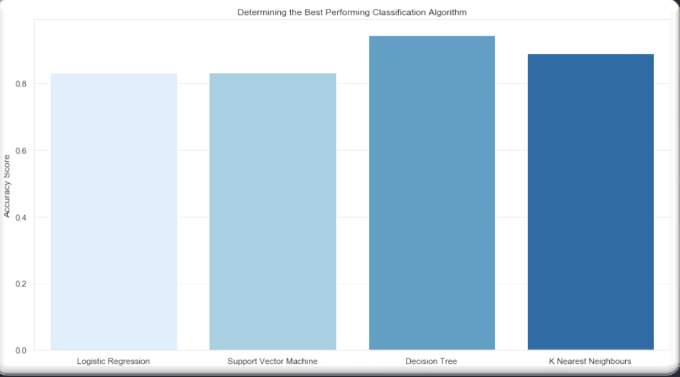 Determining the Best Performing Classification Algorithm
0.8
0.6
0.4
0.2
0.0
Accuracy Score
Logistic Regression
Support Vector Machine
Decision Tree
K Nearest Neighbours